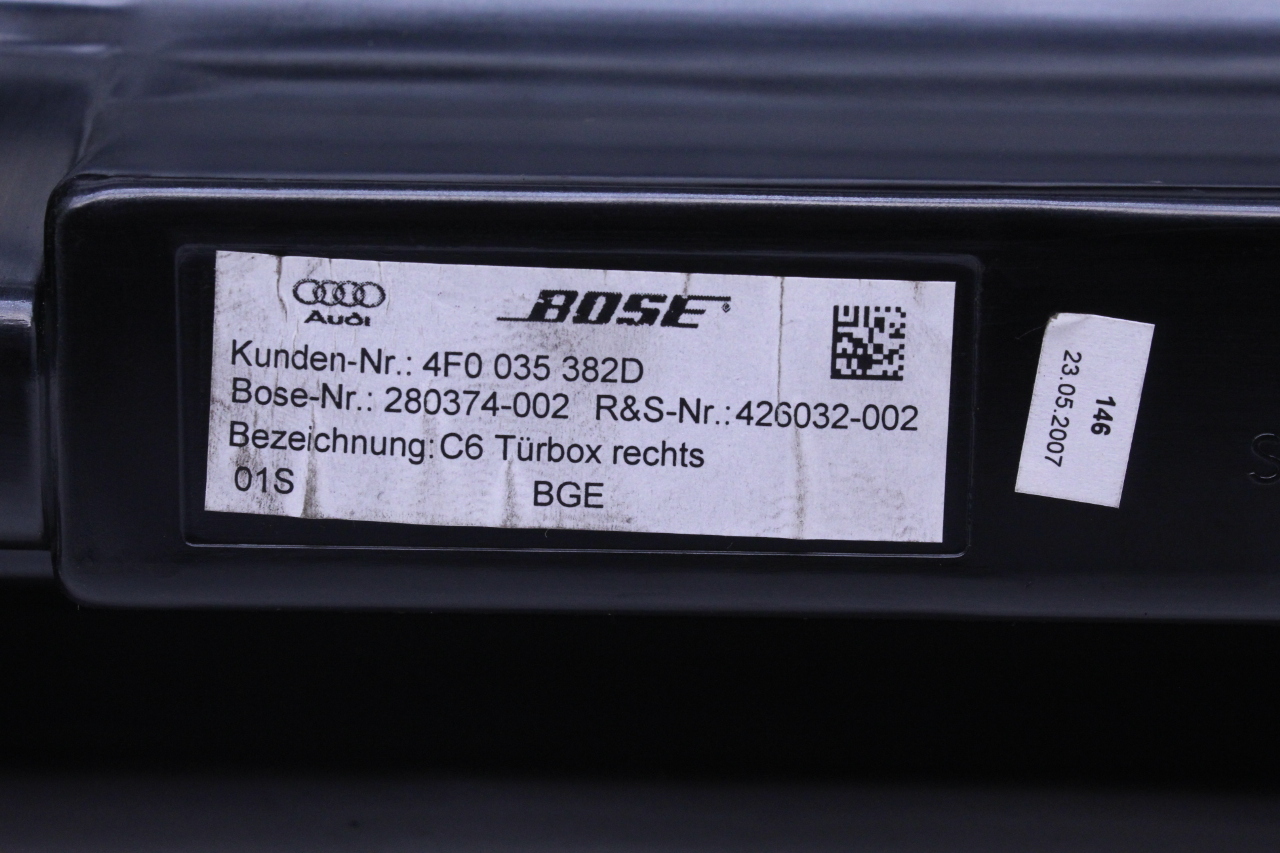 Audi
BOSE®
Kunden-Nr.: 4F0 035 382D
Bose-Nr.: 280374-002 R&S-Nr.: 426032-002
Bezeichnung: C6 Türbox rechts
01S BGE
146
23.05.2007